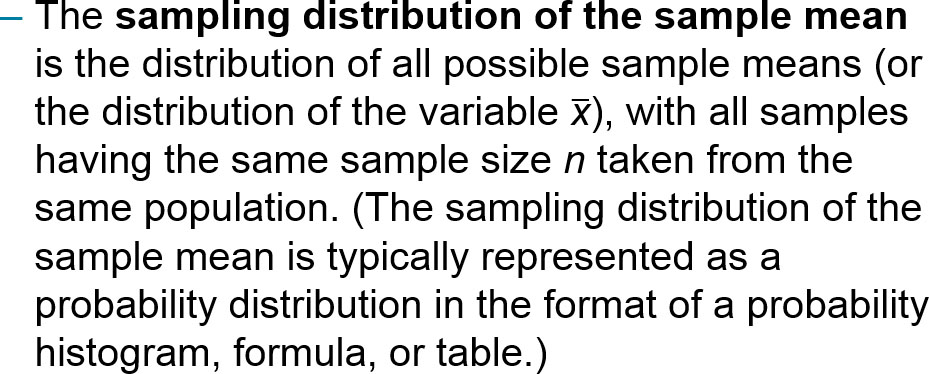 – The sampling distribution of the sample mean
is the distribution of all possible sample means (or
the distribution of the variable x̅), with all samples
having the same sample size n taken from the
same population. (The sampling distribution of the
sample mean is typically represented as a
probability distribution in the format of a probability
histogram, formula, or table.)